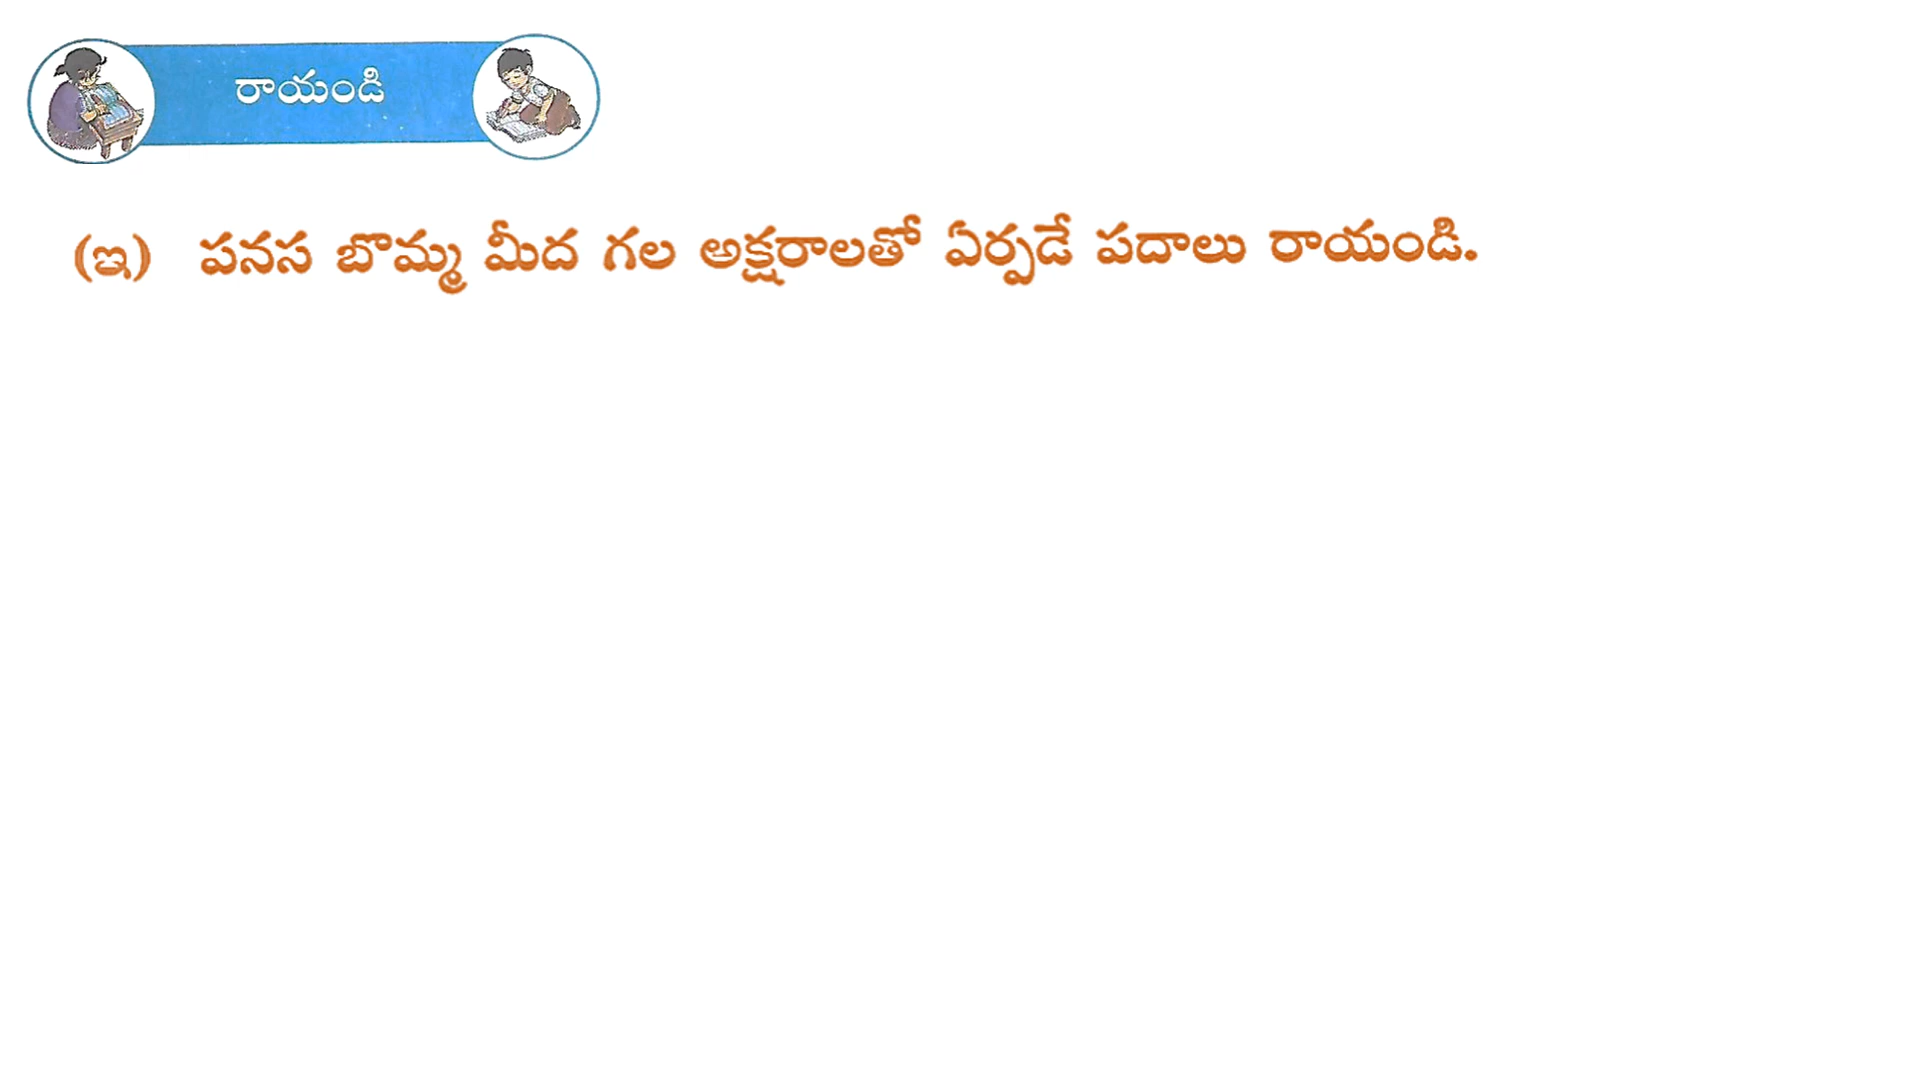 రాయండి
(ఇ) పనస బొమ్మ మీద గల అక్షరాలతో ఏర్పడే పదాలు రాయండి.